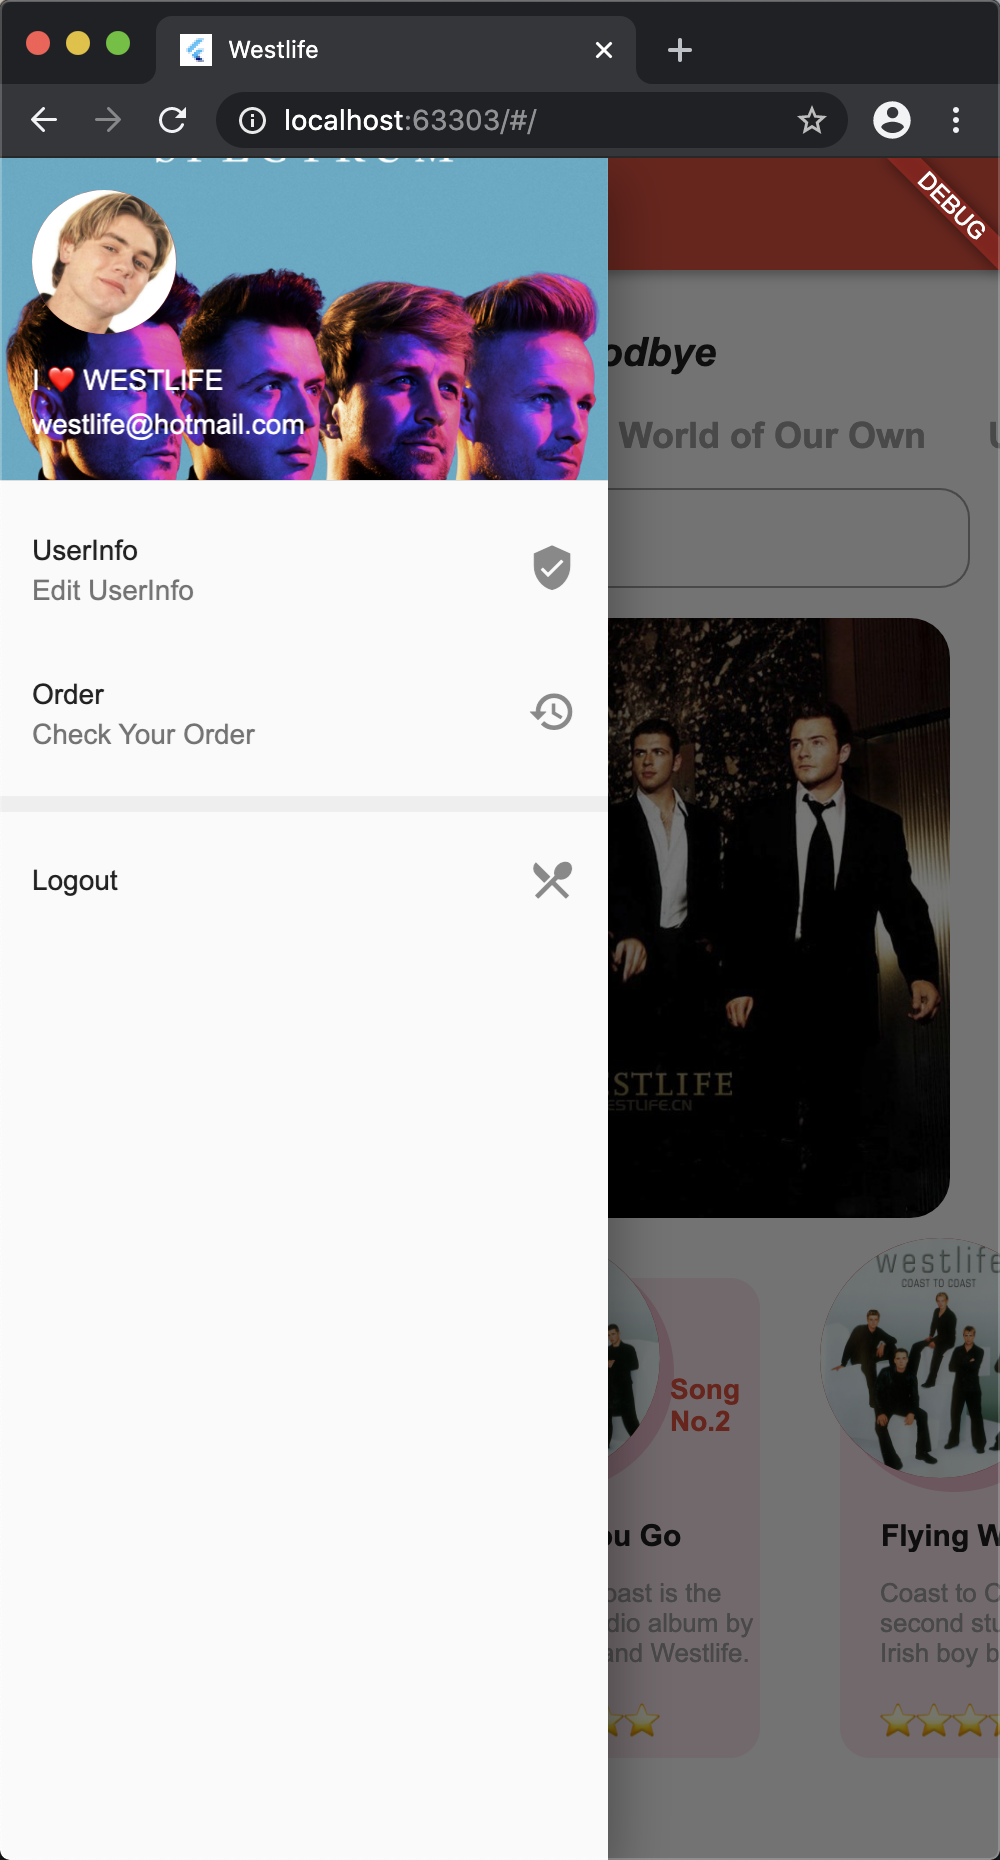 Westlife
localhost:63303/#/
SPECTRUM
DEBUG
I ❤️ WESTLIFE
westlife@hotmail.com
UserInfo
Edit UserInfo
Order
Check Your Order
Logout
odbye
World of Our Own
U
STLIFE
ESTLIFE.CN
Song
No.2
ou Go
oast is the
dio album by
and Westlife.
⭐⭐
westlife
COAST TO COAST
Flying W
Coast to C
second stu
Irish boy b
⭐⭐⭐⭐